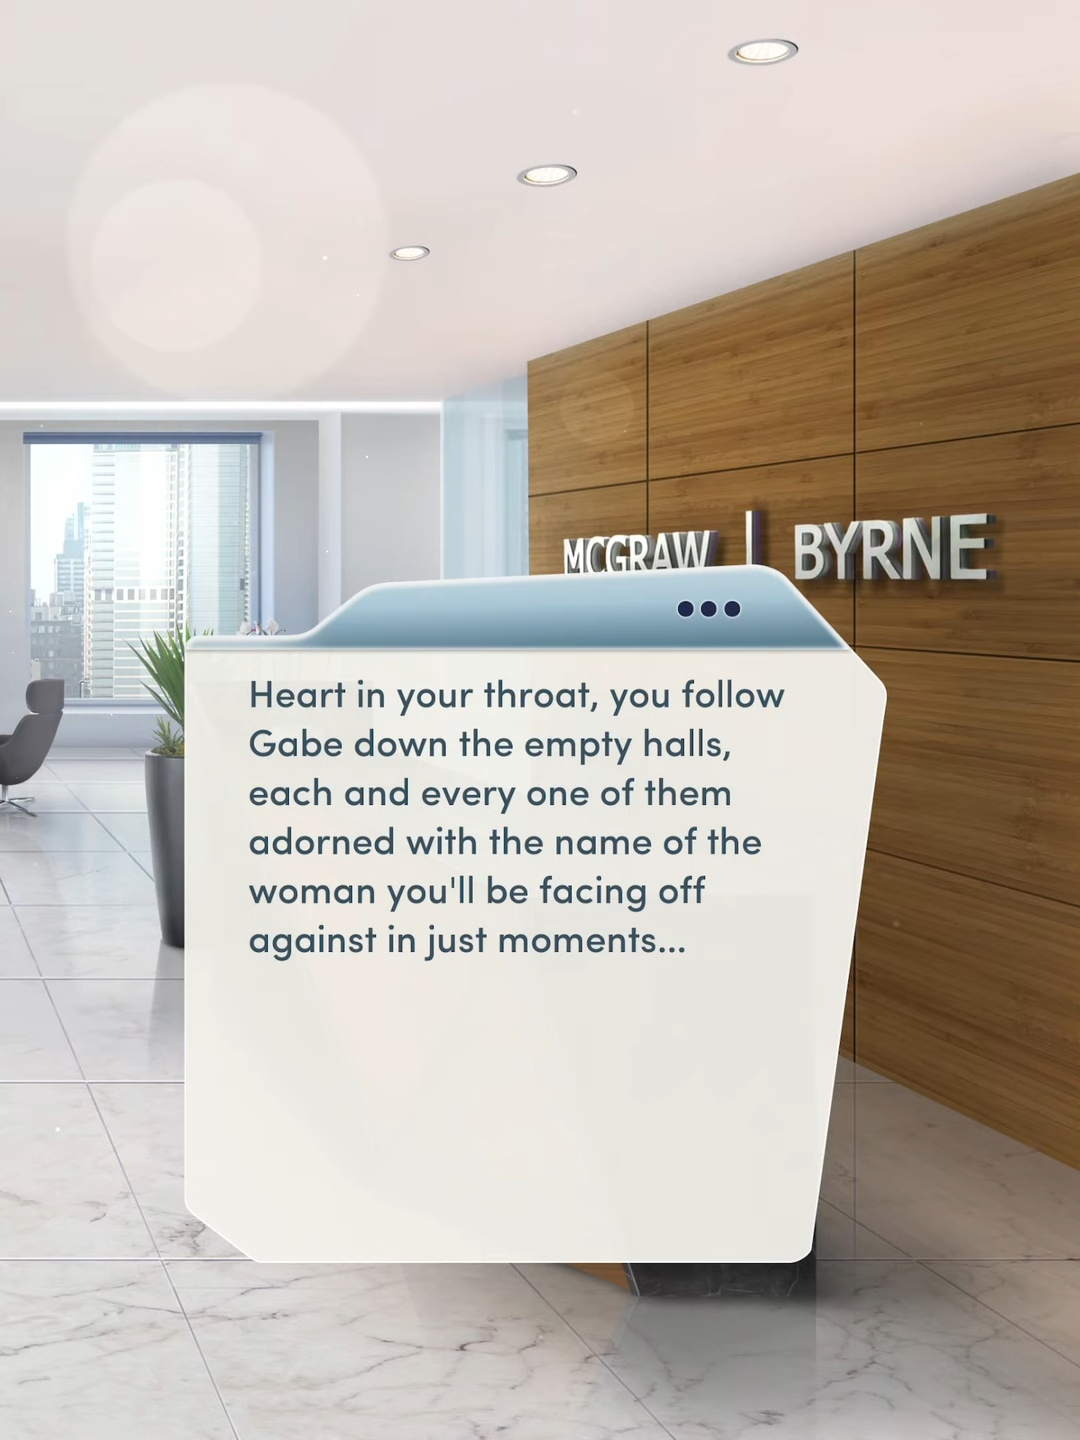 MCGRAW | BYRNE
Heart in your throat, you follow
Gabe down the empty halls,
each and every one of them
adorned with the name of the
woman you'll be facing off
against in just moments...